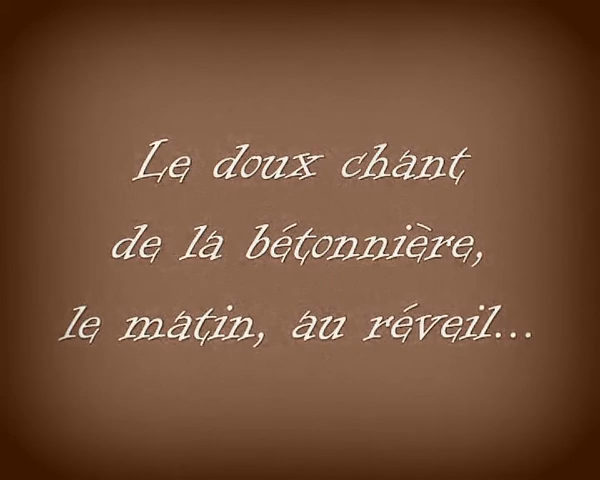 Le doux chant
de la bétonnière,
le matin, au réveil...